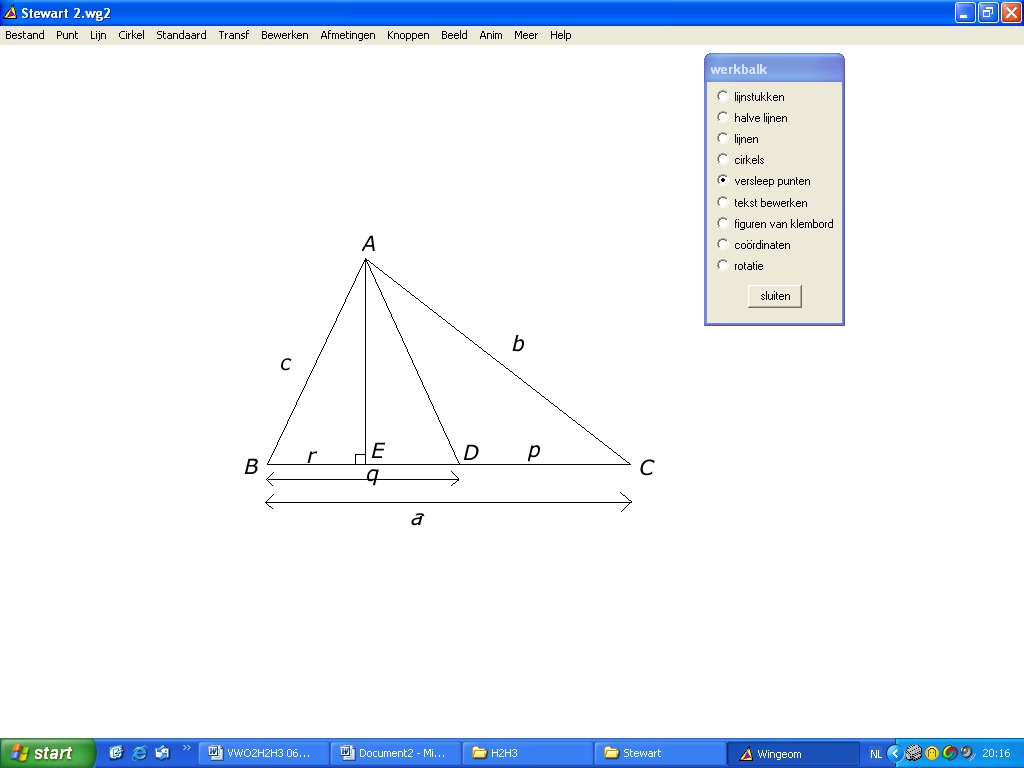 Stewart 2.wg2
Bestand Punt Lijn Cirkel Standaard Transf Bewerken Afmetingen Knoppen Beeld Anim Meer Help
werkbalk
lijnstukken
halve lijnen
lijnen
cirkels
versleep punten
tekst bewerken
figuren van klembord
coördinaten
rotatie
sluiten
A
b
c
B r E D p C
q
a
start
VWO2H2H3 06...
Document2 - Mi...
H2H3
Stewart
Wingeom
NL
20:16